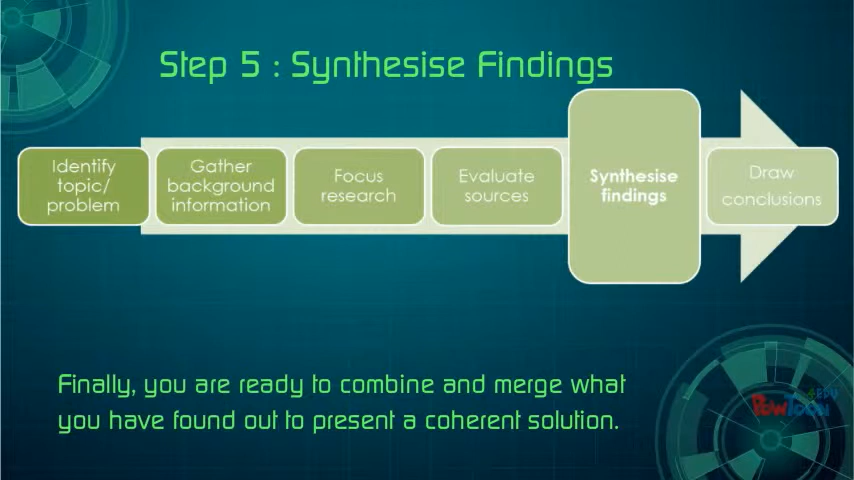 Step 5 : Synthesise Findings
Identify
topic/
problem
Gather
background
information
Focus
research
Evaluate
sources
Synthesise
findings
Draw
conclusions
Finally, you are ready to combine and merge what
you have found out to present a coherent solution.
4EDU
PowToon